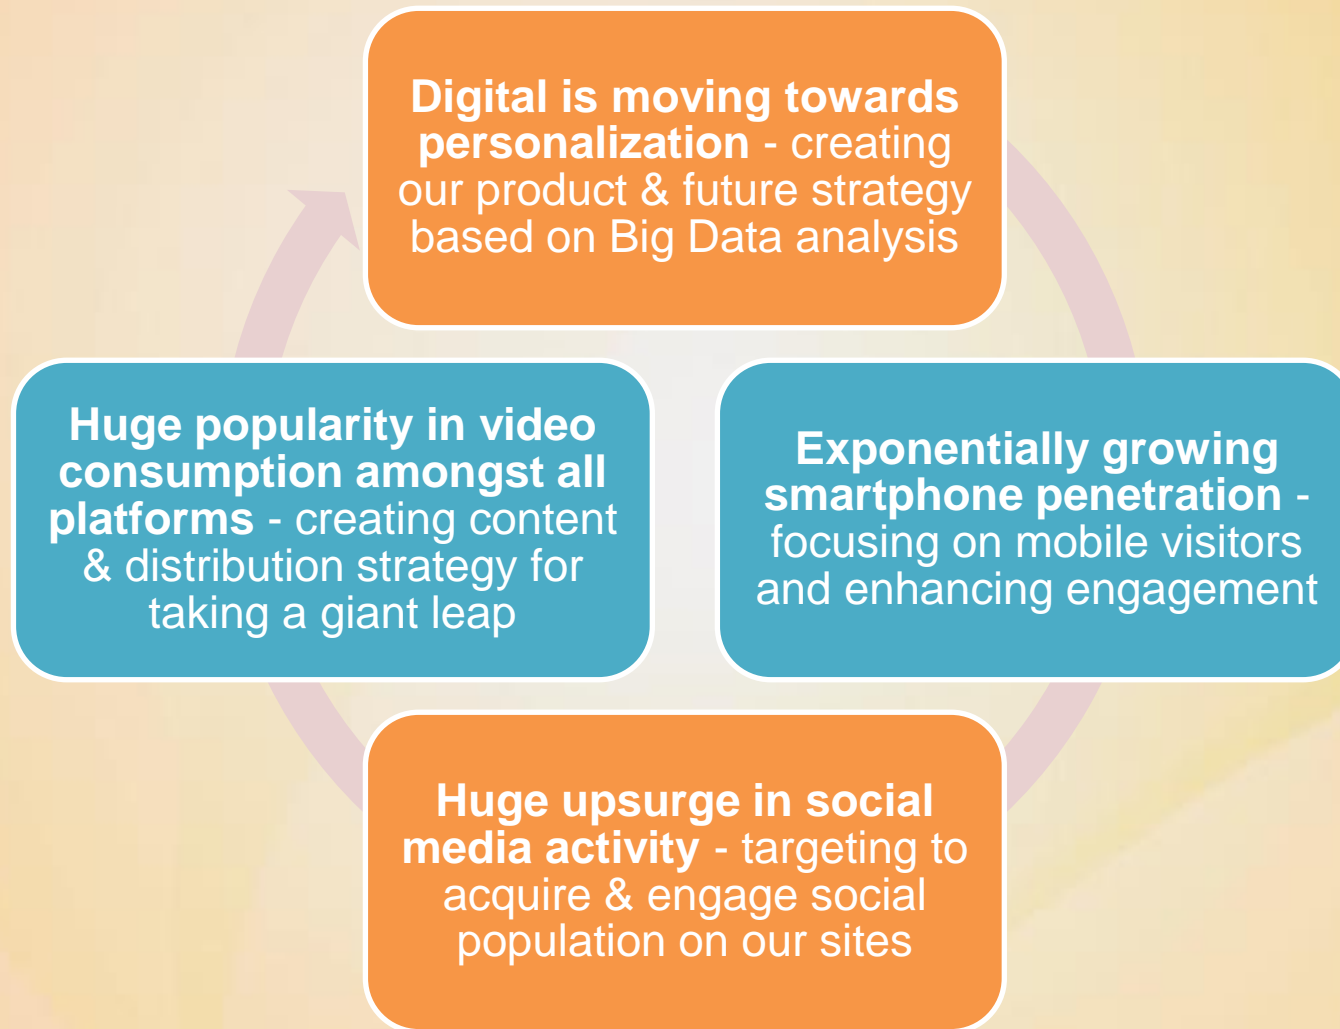 Digital is moving towards
personalization - creating
our product & future strategy
based on Big Data analysis
Exponentially growing
smartphone penetration -
focusing on mobile visitors
and enhancing engagement
Huge upsurge in social
media activity - targeting to
acquire & engage social
population on our sites
Huge popularity in video
consumption amongst all
platforms - creating content
& distribution strategy for
taking a giant leap